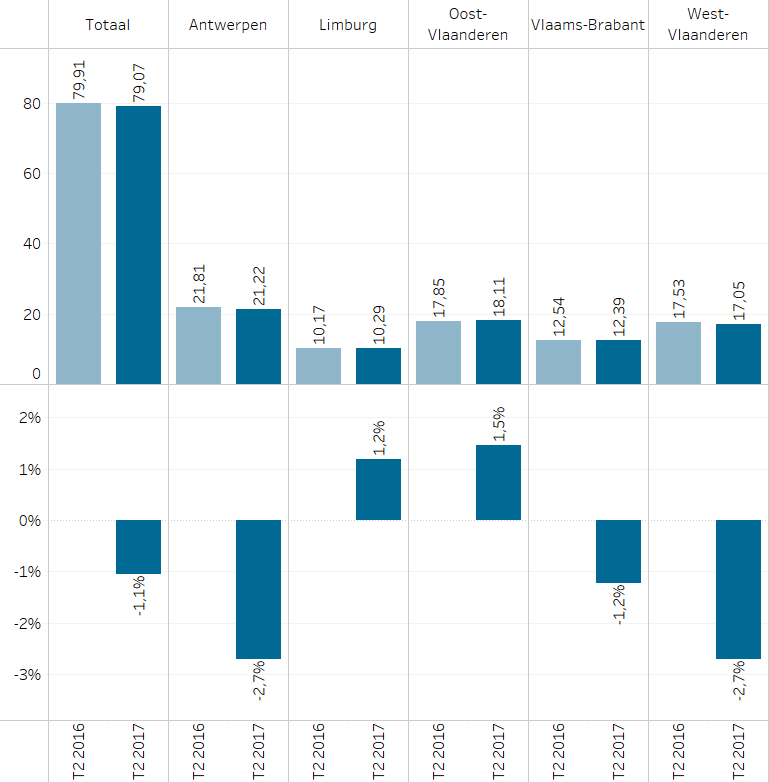 Totaal
Antwerpen
Limburg
Oost-
Vlaanderen
Vlaams-Brabant
West-
Vlaanderen
80
60
40
20
0
79,91
79,07
21,81
21,22
10,17
10,29
17,85
18,11
12,54
12,39
17,53
17,05
2%
1%
0%
-1%
-2%
-3%
-1,1%
-2,7%
1,2%
1,5%
-1,2%
-2,7%
T2 2016
T2 2017
T2 2016
T2 2017
T2 2016
T2 2017
T2 2016
T2 2017
T2 2016
T2 2017
T2 2016
T2 2017